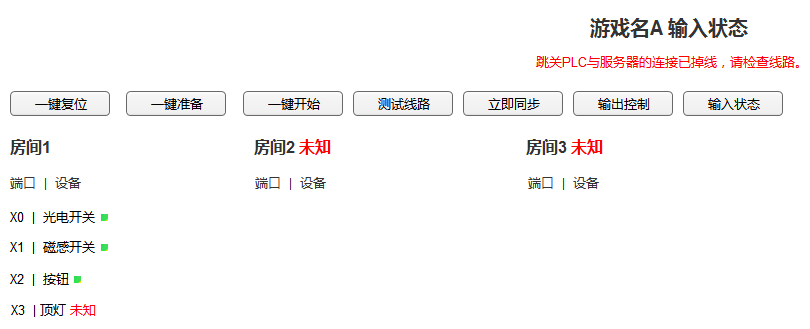 游戏名A 输入状态
跳关PLC与服务器的连接已掉线，请检查线路。
一键复位 一键准备 一键开始 测试线路 立即同步 输出控制 输入状态
房间1 房间2 未知 房间3 未知
端口 | 设备 端口 | 设备 端口 | 设备
X0 | 光电开关
X1 | 磁感开关
X2 | 按钮
X3 | 顶灯 未知